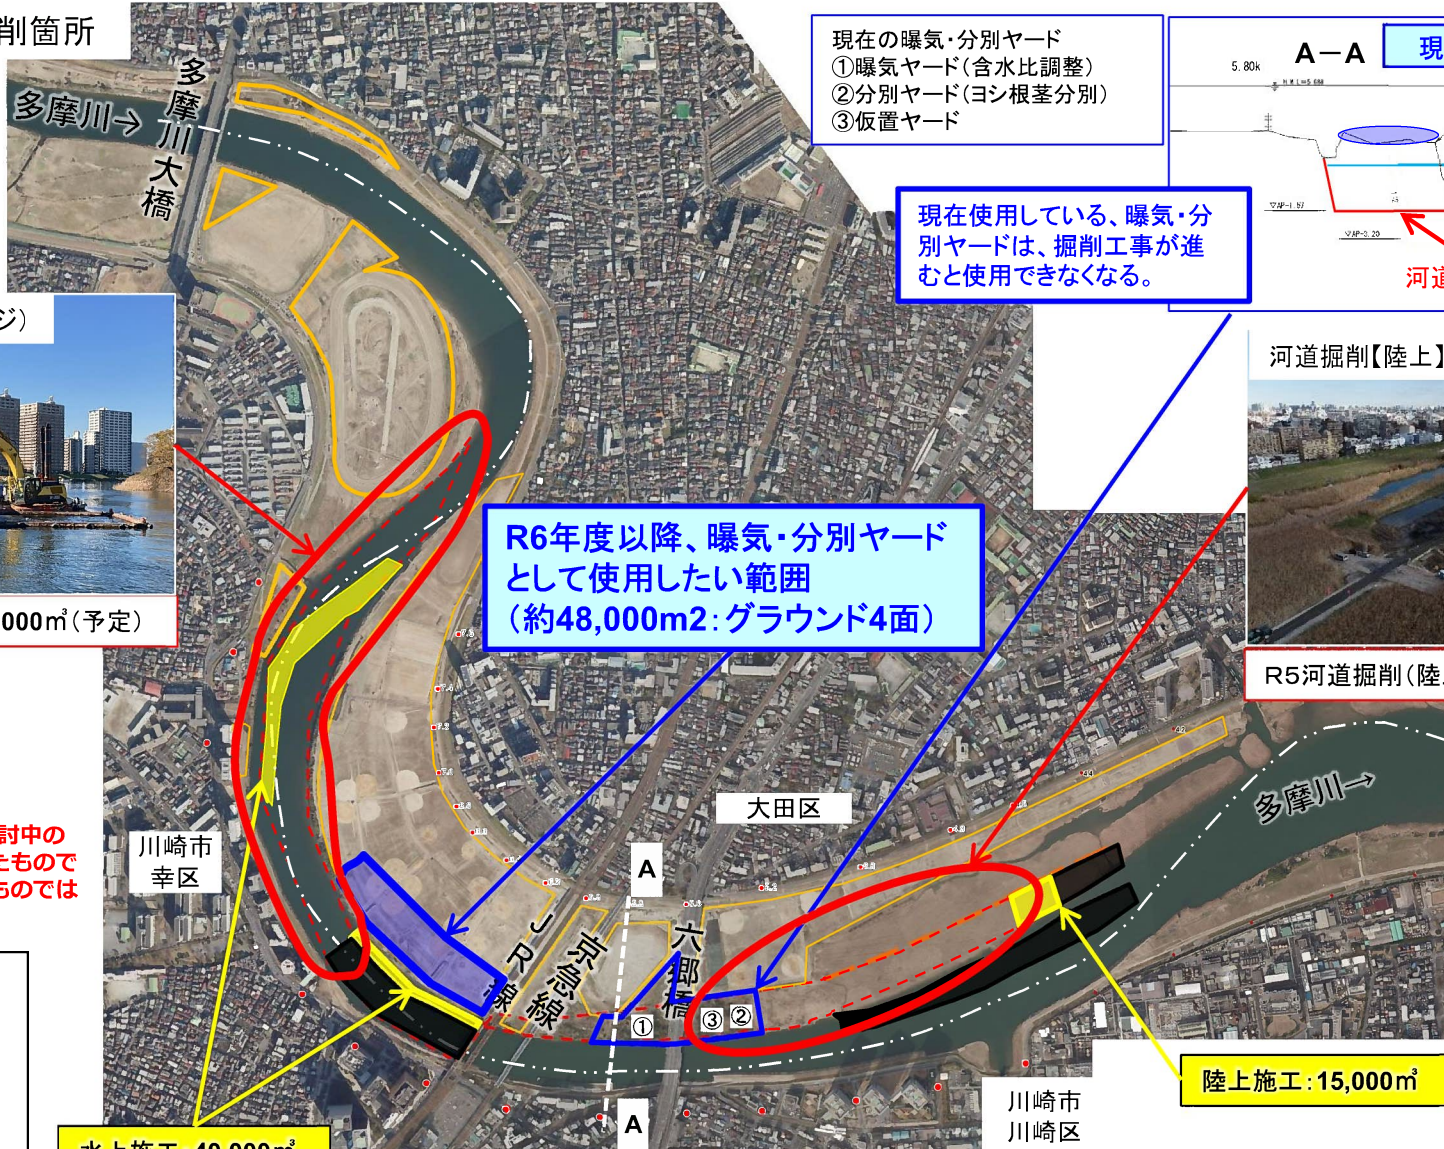 削箇所
多摩川→
多摩川大橋
現在の曝気・分別ヤード
①曝気ヤード(含水比調整)
②分別ヤード(ヨシ根茎分別)
③仮置ヤード
A-A
現
5.80k
現在使用している、曝気・分
別ヤードは、掘削工事が進
むと使用できなくなる。
▽AP-3.20
河道
ジ)
河道掘削【陸上】
000㎥(予定)
R6年度以降、曝気・分別ヤード
として使用したい範囲
(約48,000m2:グラウンド4面)
R5河道掘削(陸
大田区
多摩川→
討中の
たもので
ものでは
川崎市
幸区
A
JR線
京急線
六郷橋
①
③
②
陸上施工:15,000㎥
川崎市
川崎区
A